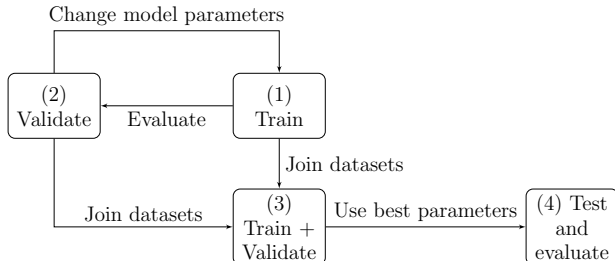 Change model parameters
(2)
Validate
Evaluate
(1)
Train
Join datasets
Join datasets
(3)
Train +
Validate
Use best parameters
(4) Test
and
evaluate